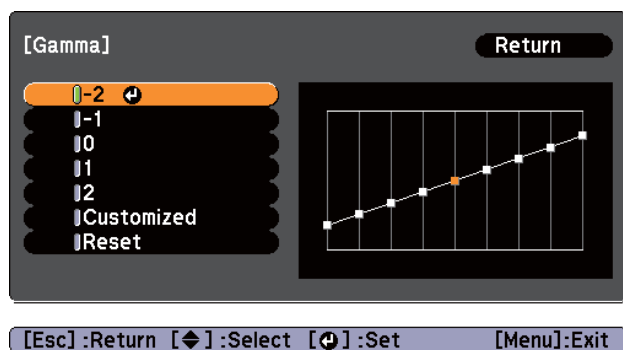 [Gamma]
Return
-2
-1
0
1
2
Customized
Reset
[Esc] :Return [◆] :Select [⏎] :Set [Menu]:Exit